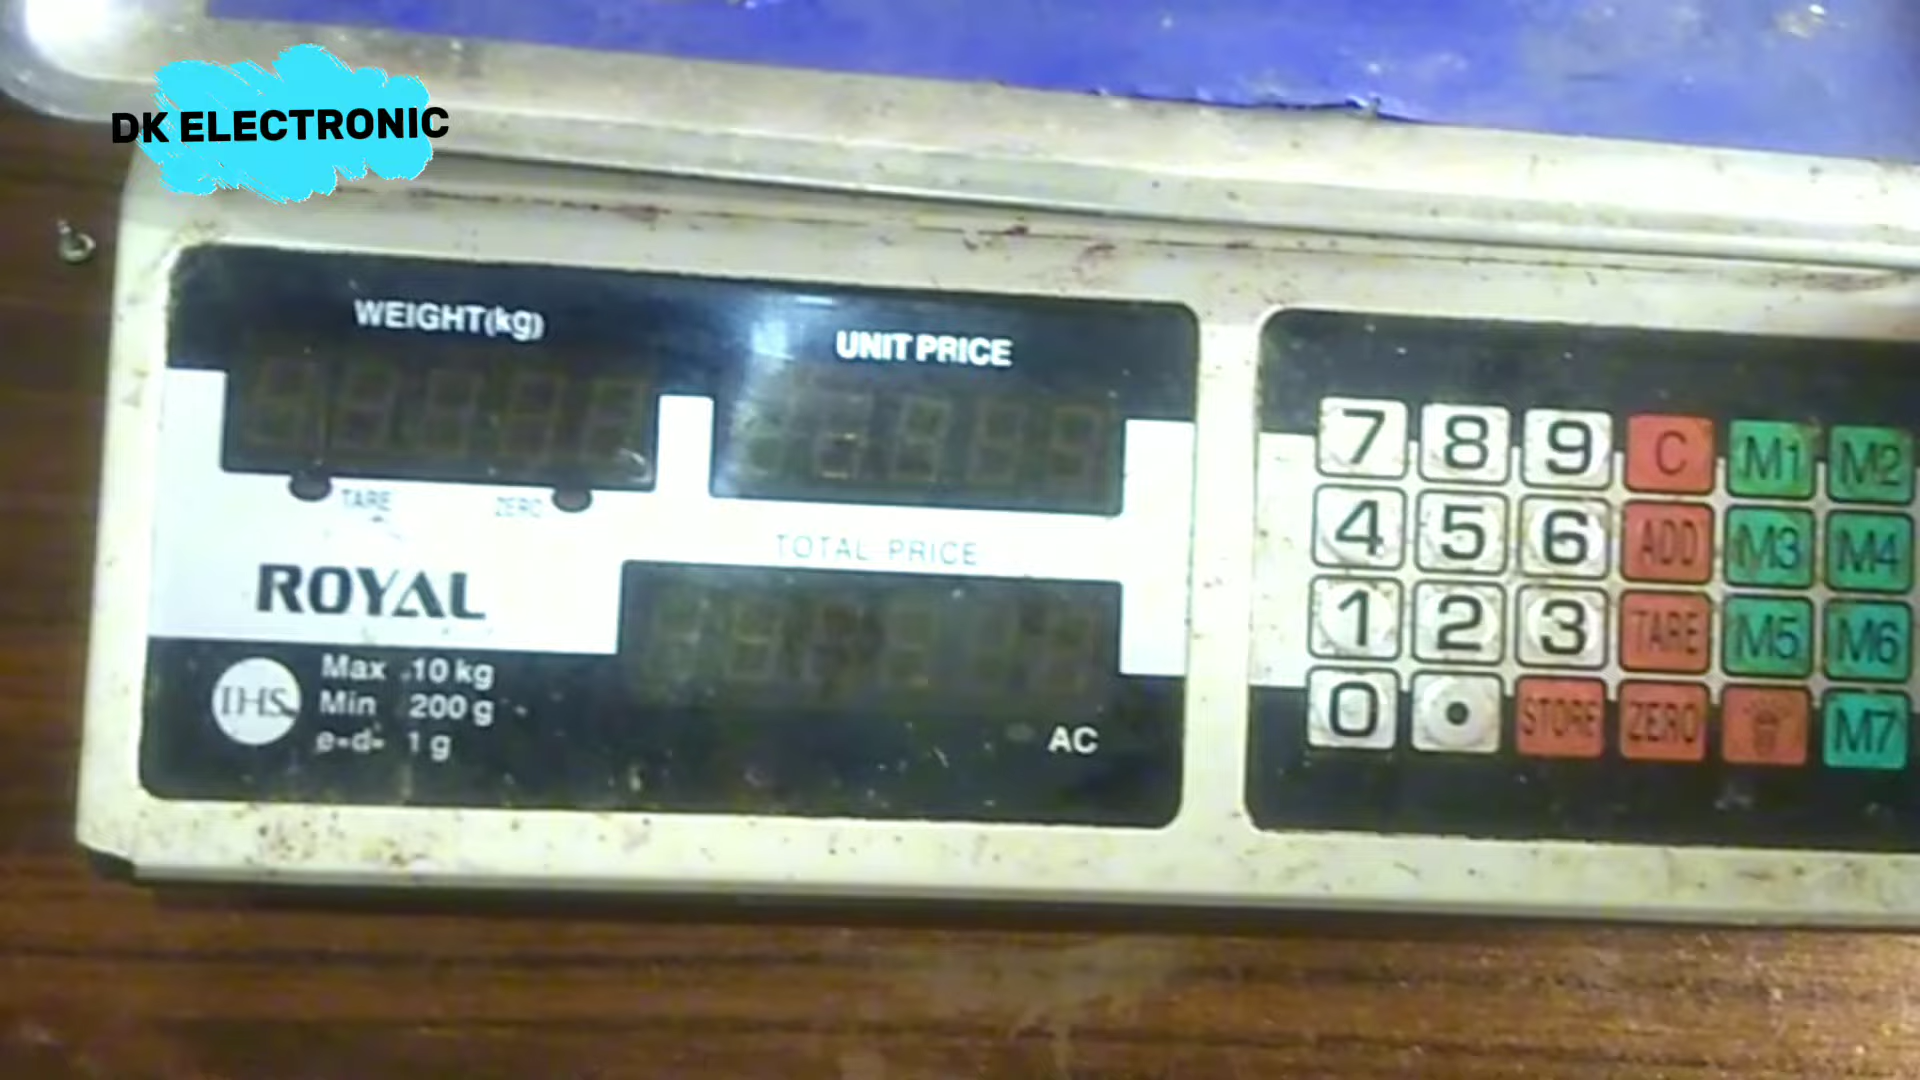 DK ELECTRONIC
WEIGHT(kg)
UNIT PRICE
TARE
ZERO
TOTAL PRICE
ROYAL
IHS
Max 10 kg
Min 200 g
e=d= 1 g
AC
7 8 9 C M1 M2
4 5 6 ADD M3 M4
1 2 3 TARE M5 M6
0 • STORE ZERO M7